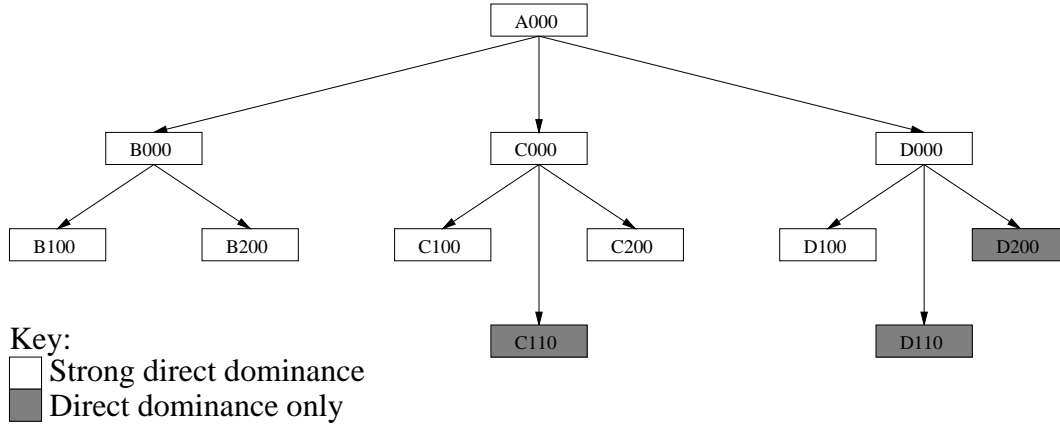 A000
B000 C000 D000
B100 B200 C100 C200 D100 D200
Key: C110 D110
Strong direct dominance
Direct dominance only